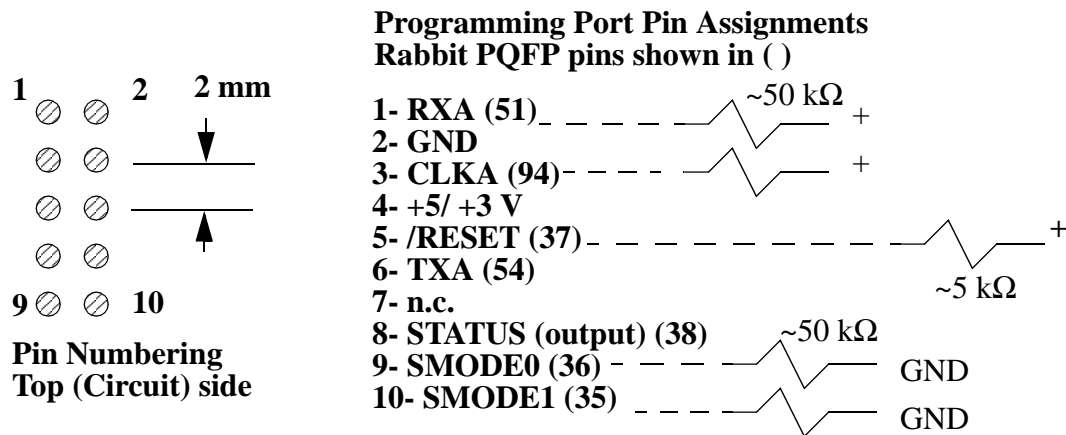 Programming Port Pin Assignments
Rabbit PQFP pins shown in ( )
1 2 2 mm
9 10
Pin Numbering
Top (Circuit) side
1- RXA (51) ~50 kΩ +
2- GND
3- CLKA (94) +
4- +5/ +3 V
5- /RESET (37) +
6- TXA (54) ~5 kΩ
7- n.c.
8- STATUS (output) (38) ~50 kΩ
9- SMODE0 (36) GND
10- SMODE1 (35) GND